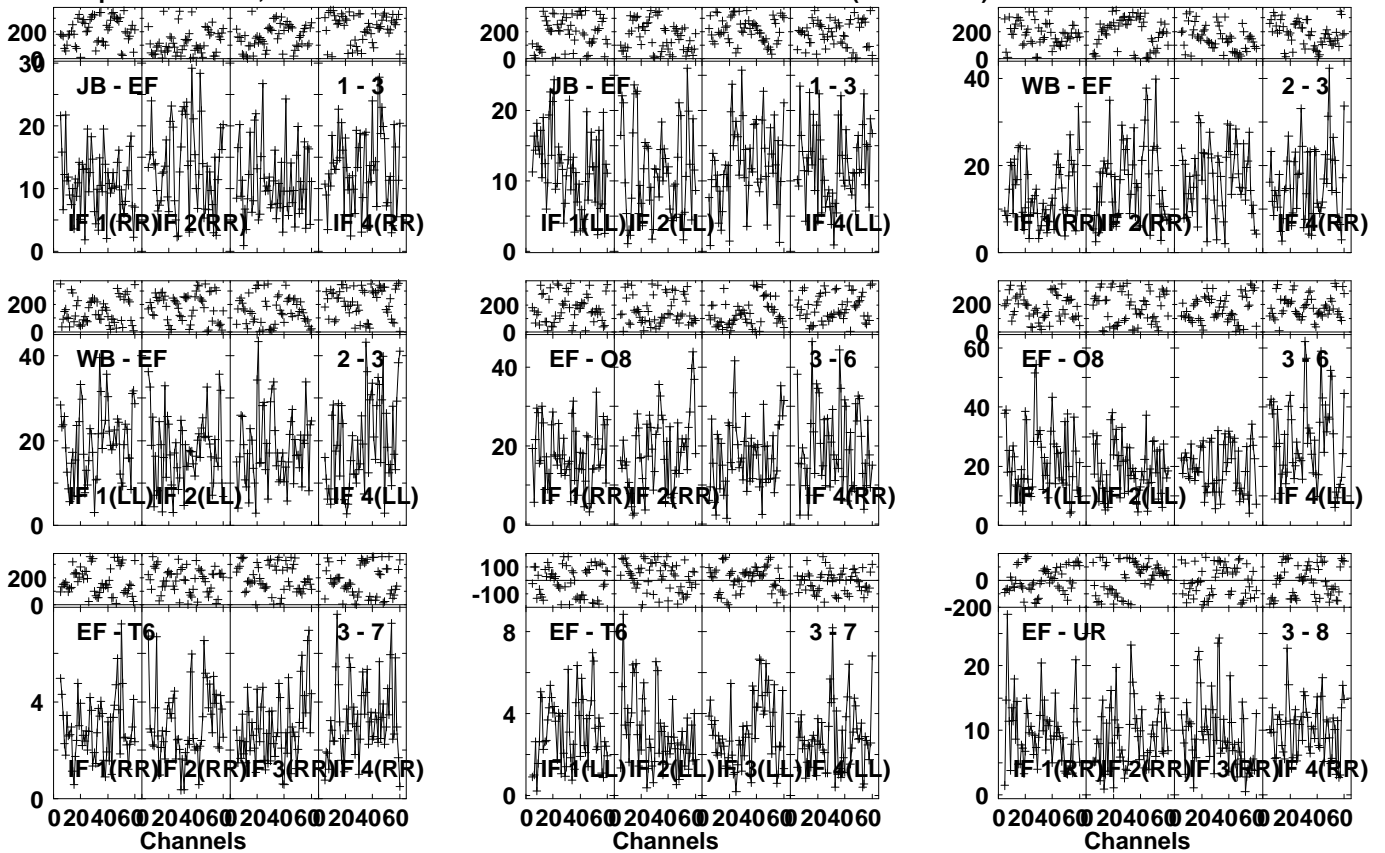 200
0
200
0
200
0
30
20
10
0
JB - EF 1 - 3
IF 1(RR) IF 2(RR) IF 4(RR)
20
10
0
JB - EF 1 - 3
IF 1(LL) IF 2(LL) IF 4(LL)
40
20
0
WB - EF 2 - 3
IF 1(RR) IF 2(RR) IF 4(RR)
200
0
200
0
200
0
40
20
0
WB - EF 2 - 3
IF 1(LL) IF 2(LL) IF 4(LL)
40
20
0
EF - O8 3 - 6
IF 1(RR) IF 2(RR) IF 4(RR)
60
40
20
0
EF - O8 3 - 6
IF 1(LL) IF 2(LL) IF 4(LL)
200
0
100
-100
0
-200
4
0
EF - T6 3 - 7
IF 1(RR) IF 2(RR) IF 3(RR) IF 4(RR)
8
4
0
EF - T6 3 - 7
IF 1(LL) IF 2(LL) IF 3(LL) IF 4(LL)
20
10
0
EF - UR 3 - 8
IF 1(RR) IF 2(RR) IF 3(RR) IF 4(RR)
0 20 40 60 0 20 40 60 0 20 40 60 0 20 40 60
0 20 40 60 0 20 40 60 0 20 40 60 0 20 40 60
0 20 40 60 0 20 40 60 0 20 40 60 0 20 40 60
Channels Channels Channels